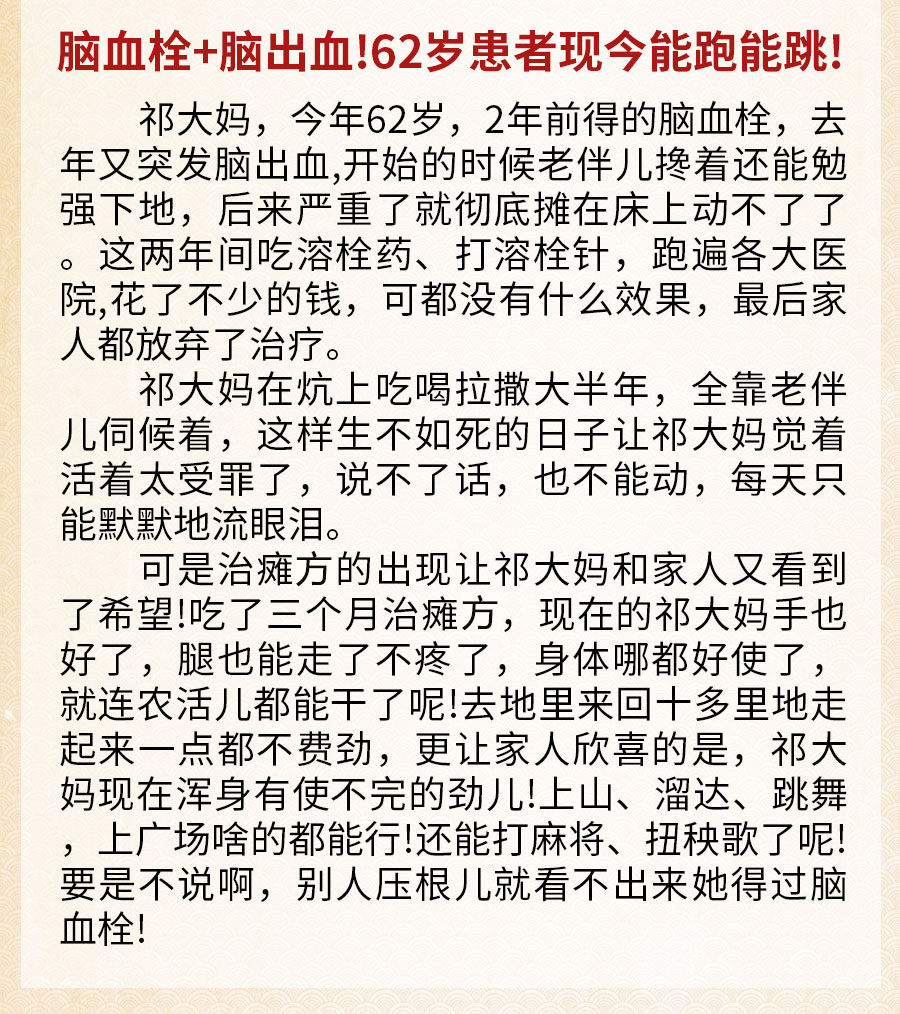 脑血栓+脑出血!62岁患者现今能跑能跳!
祁大妈，今年62岁，2年前得的脑血栓，去
年又突发脑出血,开始的时候老伴儿搀着还能勉
强下地，后来严重了就彻底摊在床上动不了了
。这两年间吃溶栓药、打溶栓针，跑遍各大医
院,花了不少的钱，可都没有什么效果，最后家
人都放弃了治疗。
祁大妈在炕上吃喝拉撒大半年，全靠老伴
儿伺候着，这样生不如死的日子让祁大妈觉着
活着太受罪了，说不了话，也不能动，每天只
能默默地流眼泪。
可是治瘫方的出现让祁大妈和家人又看到
了希望!吃了三个月治瘫方，现在的祁大妈手也
好了，腿也能走了不疼了，身体哪都好使了，
就连农活儿都能干了呢!去地里来回十多里地走
起来一点都不费劲，更让家人欣喜的是，祁大
妈现在浑身有使不完的劲儿!上山、溜达、跳舞
，上广场啥的都能行!还能打麻将、扭秧歌了呢!
要是不说啊，别人压根儿就看不出来她得过脑
血栓!